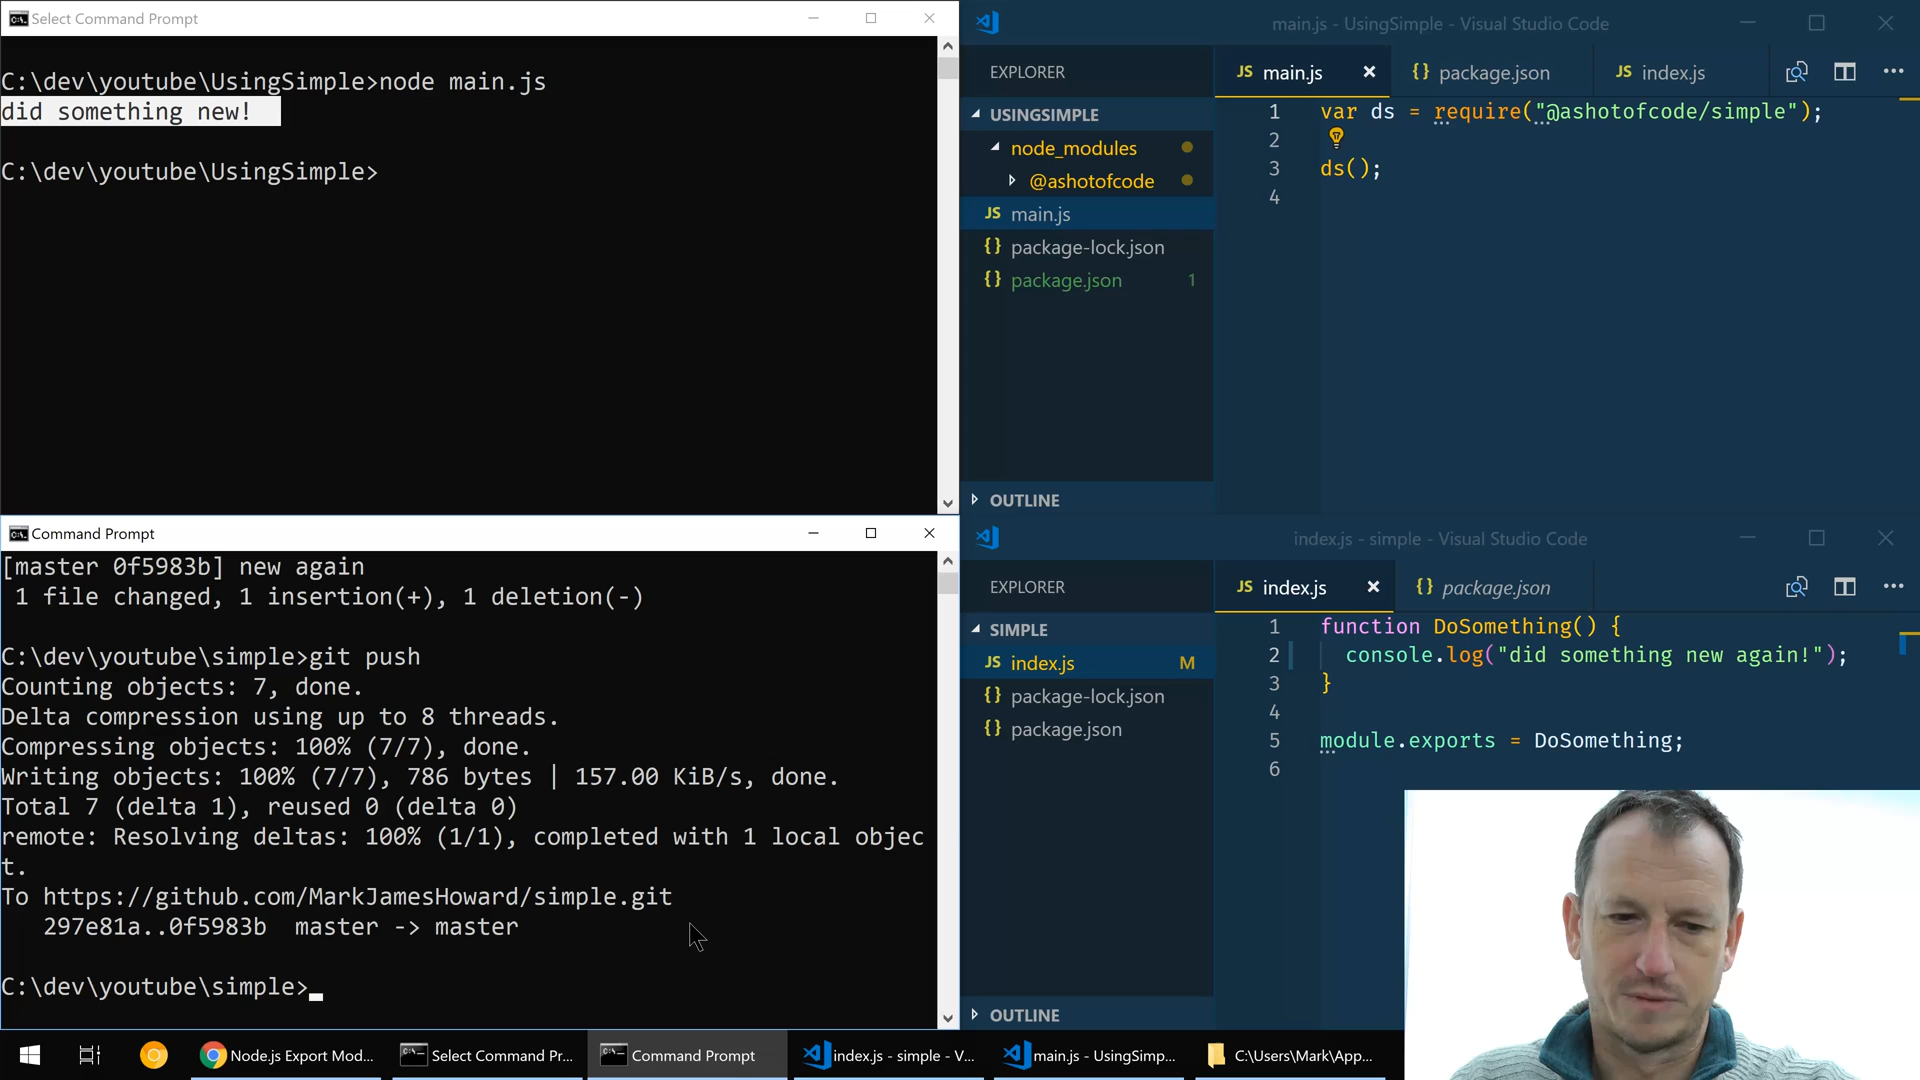 Select Command Prompt
C:\dev\youtube\UsingSimple>node main.js
did something new!
C:\dev\youtube\UsingSimple>
main.js - UsingSimple - Visual Studio Code
EXPLORER
JS main.js
{} package.json
JS index.js
USINGSIMPLE
node_modules
@ashotofcode
JS main.js
{} package-lock.json
{} package.json 1
OUTLINE
1 var ds = require("@ashotofcode/simple");
2
3 ds();
4
Command Prompt
[master 0f5983b] new again
1 file changed, 1 insertion(+), 1 deletion(-)
C:\dev\youtube\simple>git push
Counting objects: 7, done.
Delta compression using up to 8 threads.
Compressing objects: 100% (7/7), done.
Writing objects: 100% (7/7), 786 bytes | 157.00 KiB/s, done.
Total 7 (delta 1), reused 0 (delta 0)
remote: Resolving deltas: 100% (1/1), completed with 1 local objec
t.
To https://github.com/MarkJamesHoward/simple.git
297e81a..0f5983b master -> master
C:\dev\youtube\simple>
index.js - simple - Visual Studio Code
EXPLORER
JS index.js
{} package.json
SIMPLE
JS index.js M
{} package-lock.json
{} package.json
OUTLINE
1 function DoSomething() {
2 console.log("did something new again!");
3 }
4
5 module.exports = DoSomething;
6
Node.js Export Mod...
Select Command Pr...
Command Prompt
index.js - simple - V...
main.js - UsingSimp...
C:\Users\Mark\App...